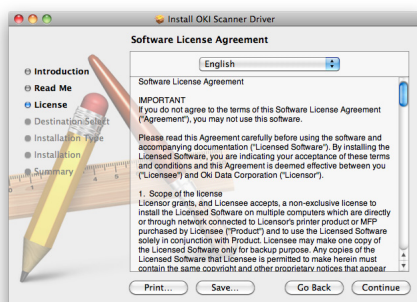 Install OKI Scanner Driver
Software License Agreement
English
Introduction
Read Me
License
Destination Select
Installation Type
Installation
Summary
Software License Agreement
IMPORTANT
If you do not agree to the terms of this Software License Agreement
("Agreement"), you may not use this software.
Please read this Agreement carefully before using the software and
accompanying documentation ("Licensed Software"). By installing the
Licensed Software, you are indicating your acceptance of these terms
and conditions and this Agreement is deemed effective between you
("Licensee") and Oki Data Corporation ("Licensor").
1. Scope of the license
Licensor grants, and Licensee accepts, a non-exclusive license to
install the Licensed Software on multiple computers which are directly
or through network connected to Licensor's printer product or MFP
purchased by Licensee ("Product") and to use the Licensed Software
solely in conjunction with Product. Licensee may make one copy of
the Licensed Software only for backup purpose. Any copies of the
Licensed Software that Licensee is permitted to make herein must
contain the same copyright and other proprietary notices that appear
Print...
Save...
Go Back
Continue